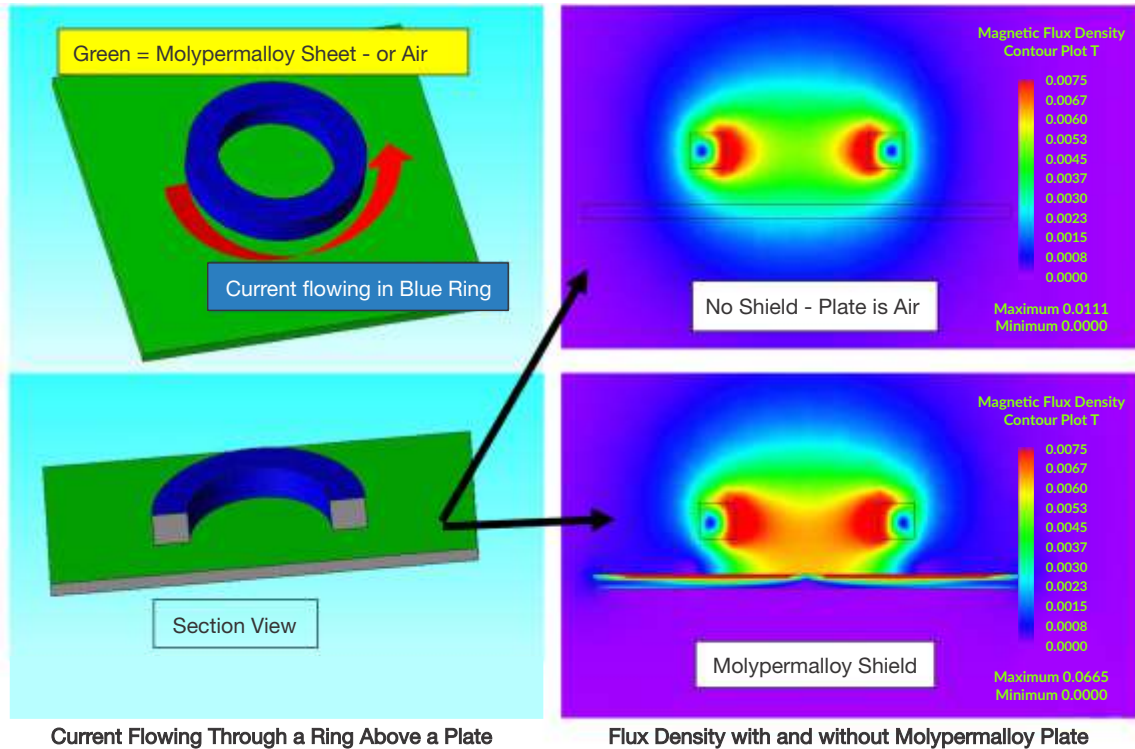 Green = Molypermalloy Sheet - or Air
Current flowing in Blue Ring
Section View
Current Flowing Through a Ring Above a Plate
Magnetic Flux Density
Contour Plot T
0.0075
0.0067
0.0060
0.0053
0.0045
0.0037
0.0030
0.0023
0.0015
0.0008
0.0000
Maximum 0.0111
Minimum 0.0000
No Shield - Plate is Air
Magnetic Flux Density
Contour Plot T
0.0075
0.0067
0.0060
0.0053
0.0045
0.0037
0.0030
0.0023
0.0015
0.0008
0.0000
Maximum 0.0665
Minimum 0.0000
Molypermalloy Shield
Flux Density with and without Molypermalloy Plate